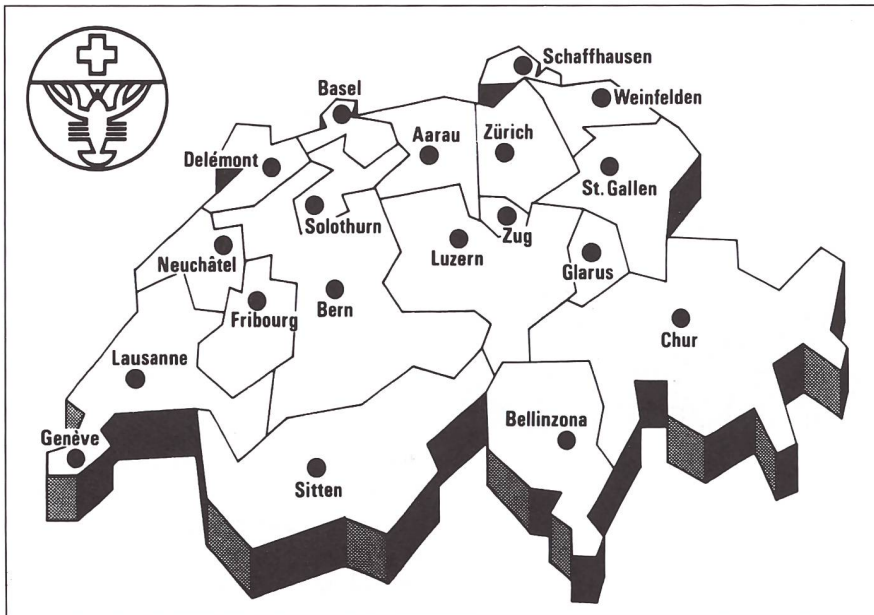 Schaffhausen
Basel
Weinfelden
Aarau
Zürich
Delémont
St. Gallen
Solothurn
Zug
Neuchâtel
Luzern
Glarus
Fribourg
Bern
Chur
Lausanne
Bellinzona
Genève
Sitten